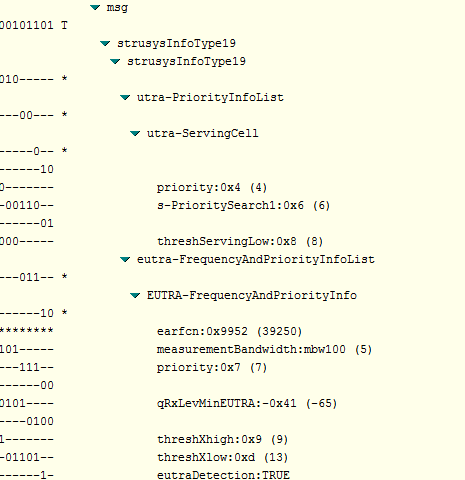 msg
00101101 T
strusysInfoType19
strusysInfoType19
010----- *
utra-PriorityInfoList
---00--- *
utra-ServingCell
------0-- *
------10
0------- priority:0x4 (4)
-00110-- s-PrioritySearch1:0x6 (6)
------01
000----- threshServingLow:0x8 (8)
eutra-FrequencyAndPriorityInfoList
---011-- *
EUTRA-FrequencyAndPriorityInfo
------10 *
******** earfcn:0x9952 (39250)
101----- measurementBandwidth:mbw100 (5)
---111-- priority:0x7 (7)
------00
0101---- qRxLevMinEUTRA:-0x41 (-65)
----0100
1------- threshXhigh:0x9 (9)
-01101-- threshXlow:0xd (13)
------1- eutraDetection:TRUE